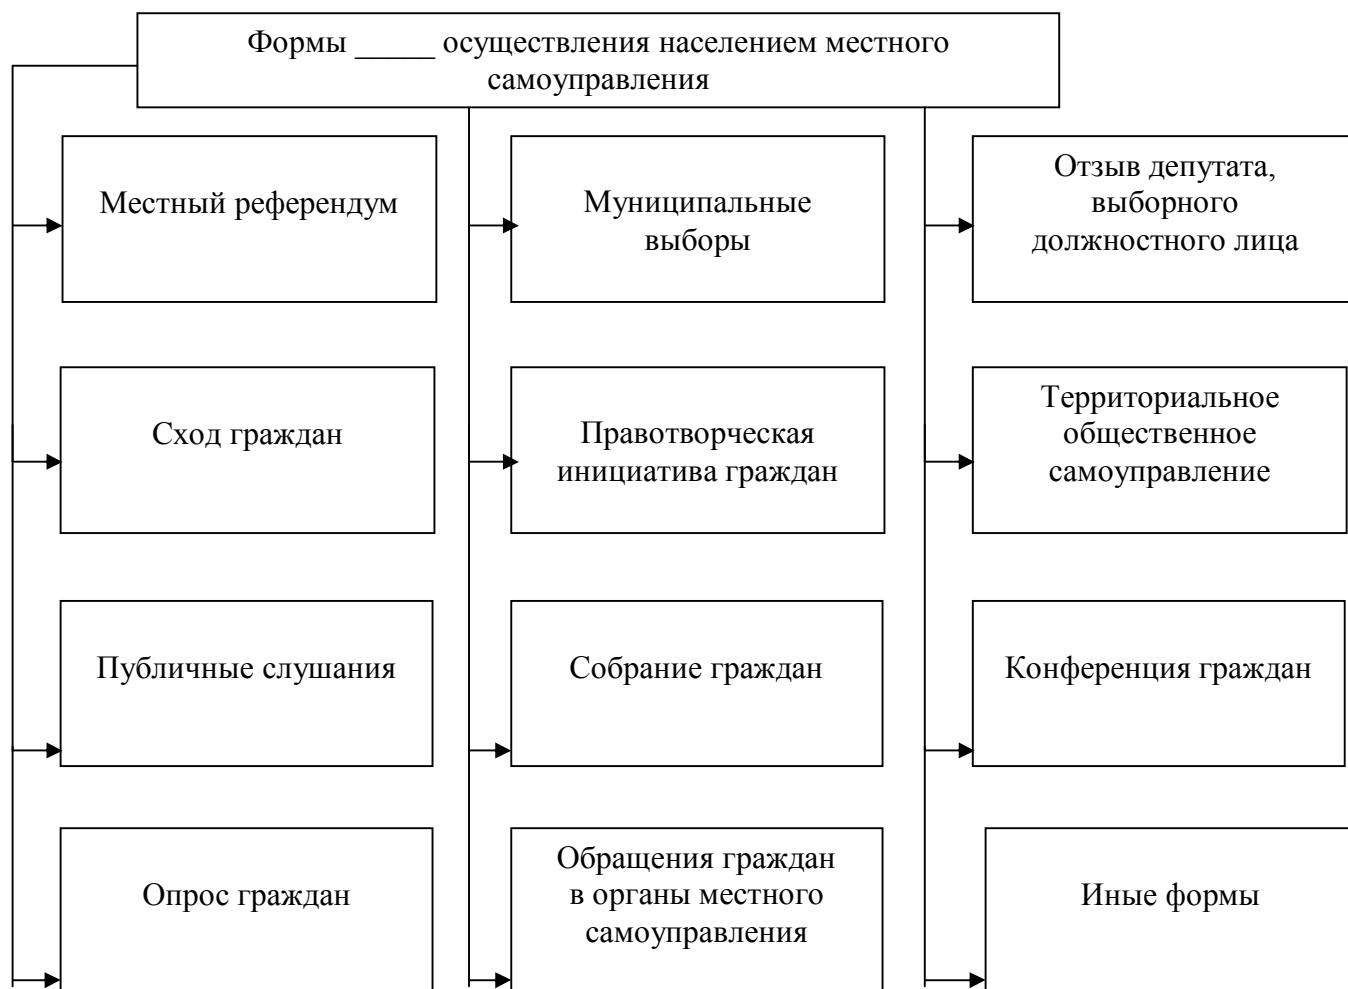 Формы _____ осуществления населением местного
самоуправления
Местный референдум
Муниципальные
выборы
Отзыв депутата,
выборного
должностного лица
Сход граждан
Правотворческая
инициатива граждан
Территориальное
общественное
самоуправление
Публичные слушания
Собрание граждан
Конференция граждан
Опрос граждан
Обращения граждан
в органы местного
самоуправления
Иные формы